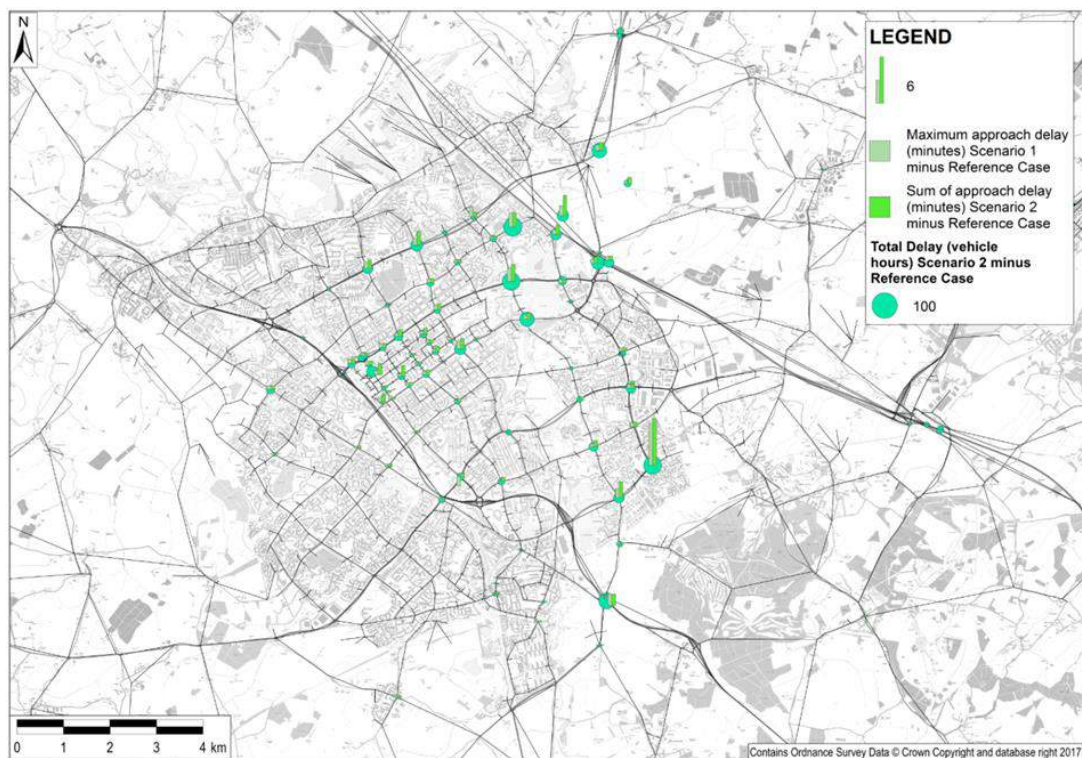 N
LEGEND
6
Maximum approach delay
(minutes) Scenario 1
minus Reference Case
Sum of approach delay
(minutes) Scenario 2
minus Reference Case
Total Delay (vehicle
hours) Scenario 2 minus
Reference Case
100
0 1 2 3 4 km
Contains Ordnance Survey Data © Crown Copyright and database right 2017